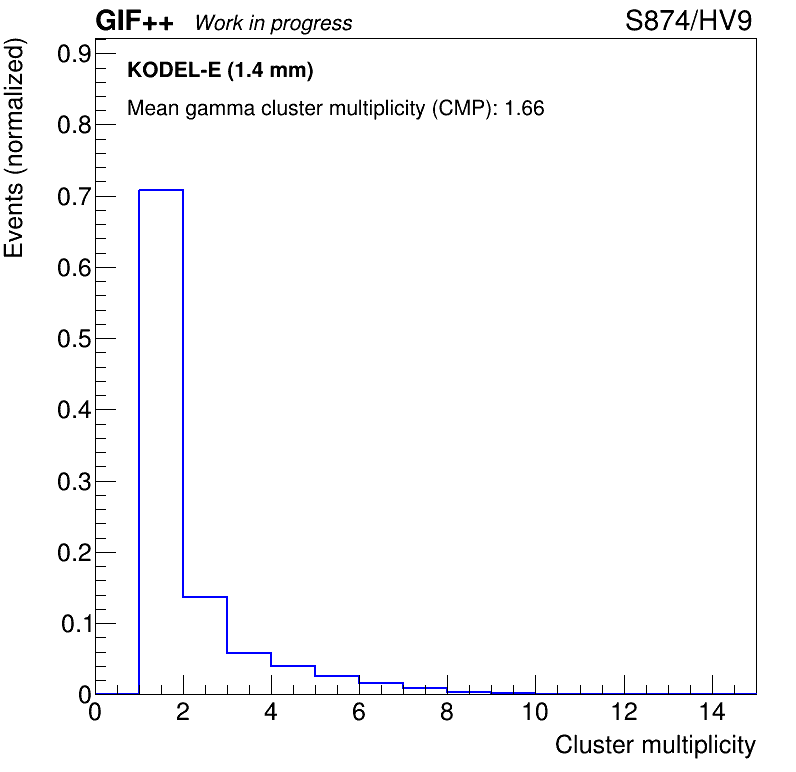 GIF++ Work in progress S874/HV9
KODEL-E (1.4 mm)
Mean gamma cluster multiplicity (CMP): 1.66
Events (normalized)
0.9
0.8
0.7
0.6
0.5
0.4
0.3
0.2
0.1
0
0 2 4 6 8 10 12 14
Cluster multiplicity